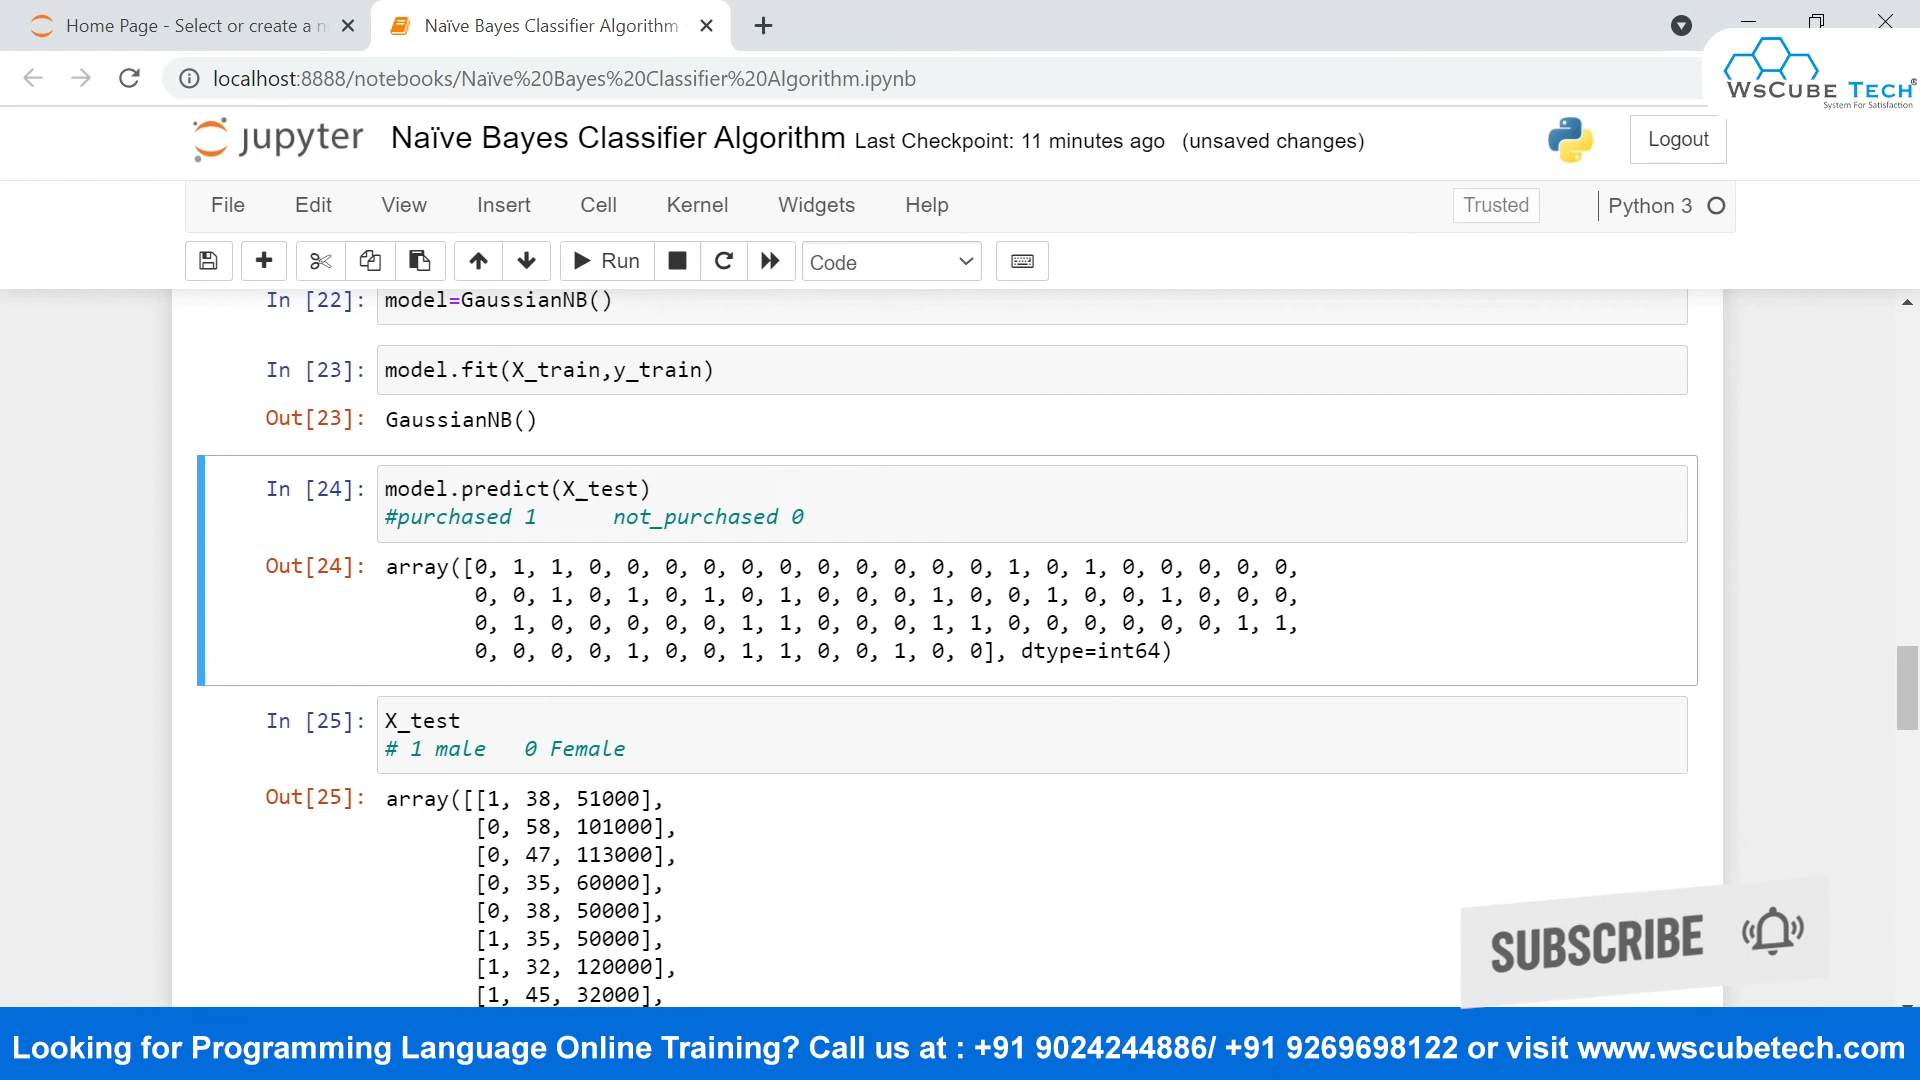 Home Page - Select or create a n
Naïve Bayes Classifier Algorithm
localhost:8888/notebooks/Naïve%20Bayes%20Classifier%20Algorithm.ipynb
WsCube Tech®
System For Satisfaction
jupyter Naïve Bayes Classifier Algorithm Last Checkpoint: 11 minutes ago (unsaved changes)
Logout
File Edit View Insert Cell Kernel Widgets Help Trusted Python 3
Run Code
In [22]: model=GaussianNB()
In [23]: model.fit(X_train,y_train)
Out[23]: GaussianNB()
In [24]: model.predict(X_test)
#purchased 1 not_purchased 0
Out[24]: array([0, 1, 1, 0, 0, 0, 0, 0, 0, 0, 0, 0, 0, 0, 1, 0, 1, 0, 0, 0, 0, 0,
0, 0, 1, 0, 1, 0, 1, 0, 1, 0, 0, 0, 1, 0, 0, 1, 0, 0, 1, 0, 0, 0,
0, 1, 0, 0, 0, 0, 0, 1, 1, 0, 0, 0, 1, 1, 0, 0, 0, 0, 0, 0, 1, 1,
0, 0, 0, 0, 1, 0, 0, 1, 1, 0, 0, 1, 0, 0], dtype=int64)
In [25]: X_test
# 1 male 0 Female
Out[25]: array([[1, 38, 51000],
[0, 58, 101000],
[0, 47, 113000],
[0, 35, 60000],
[0, 38, 50000],
[1, 35, 50000],
[1, 32, 120000],
[1, 45, 32000],
SUBSCRIBE
Looking for Programming Language Online Training? Call us at : +91 9024244886/ +91 9269698122 or visit www.wscubetech.com